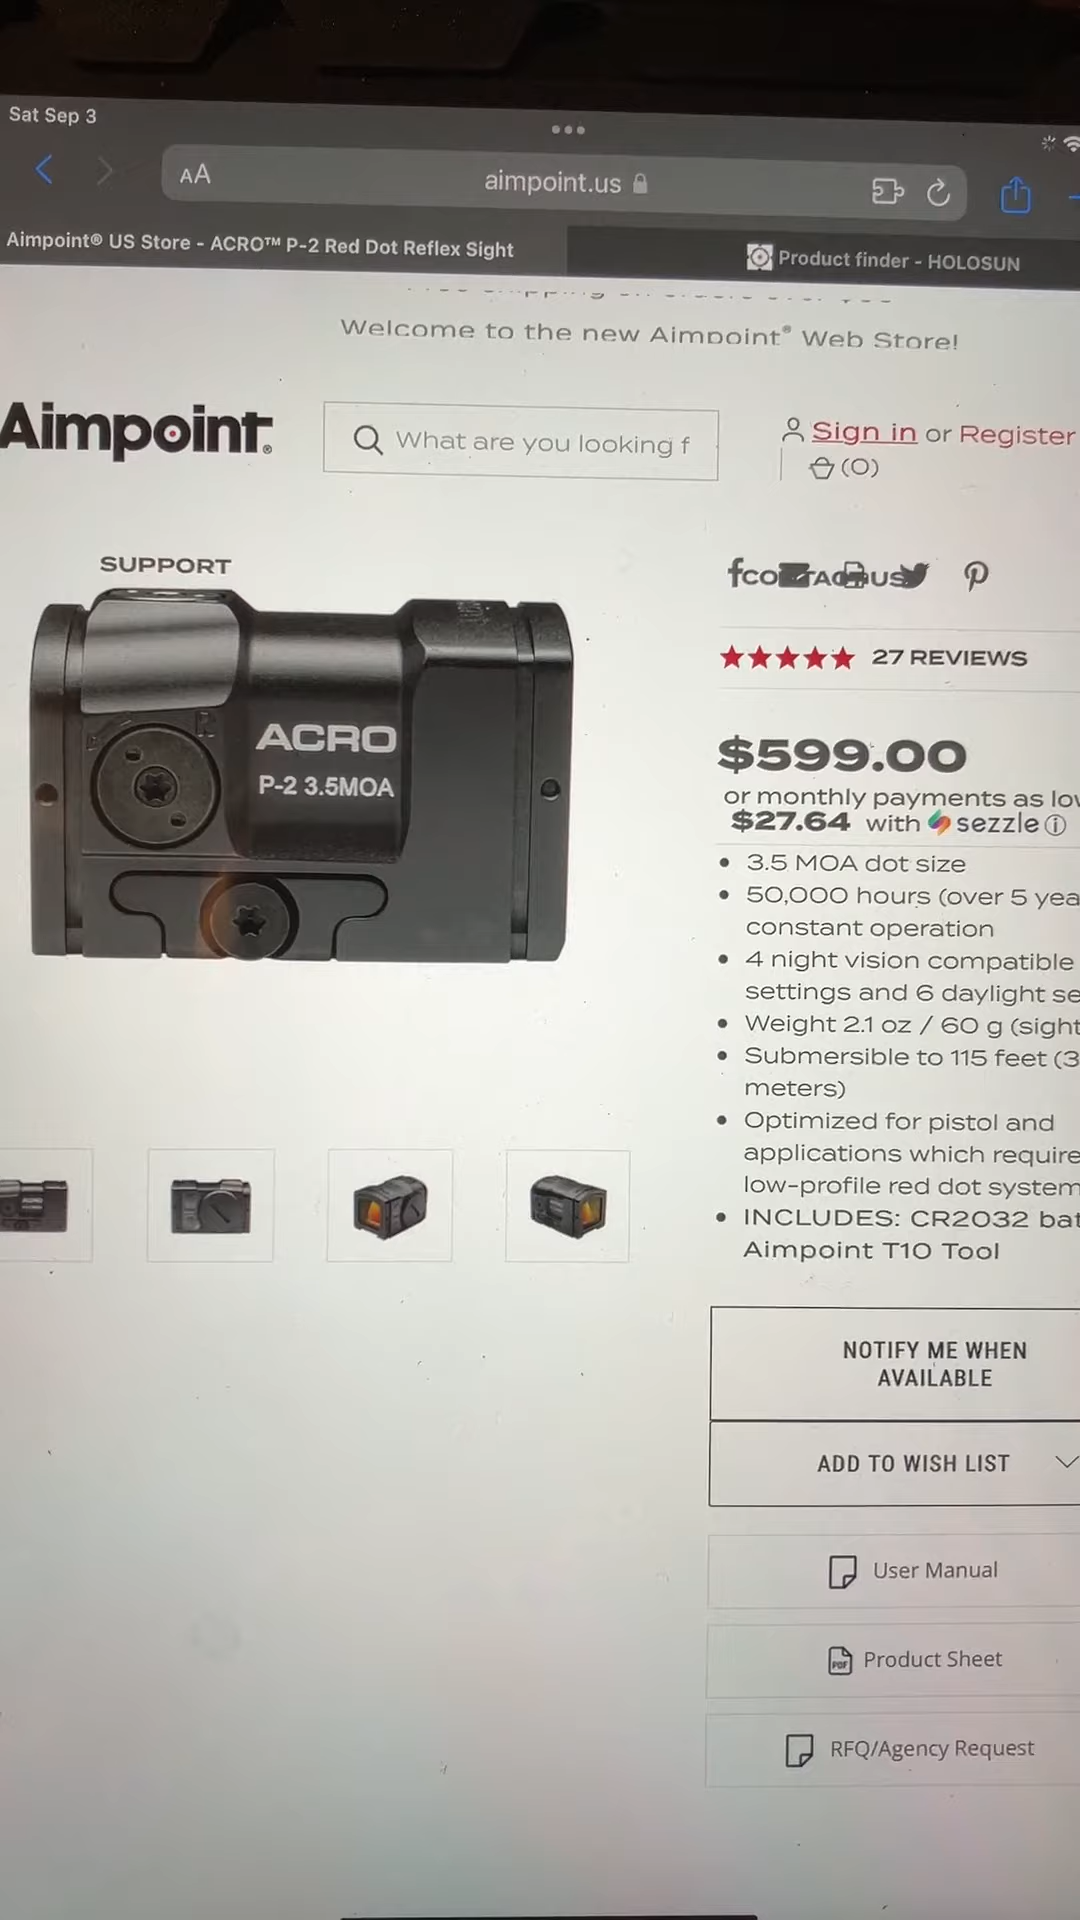 Sat Sep 3
AA
aimpoint.us
Aimpoint® US Store - ACRO™ P-2 Red Dot Reflex Sight
Product finder - HOLOSUN
Welcome to the new Aimpoint® Web Store!
Aimpoint®
What are you looking f
Sign in or Register
(0)
SUPPORT
27 REVIEWS
ACRO
P-2 3.5MOA
R
$599.00
or monthly payments as low
$27.64 with sezzle
• 3.5 MOA dot size
• 50,000 hours (over 5 yea
constant operation
• 4 night vision compatible
settings and 6 daylight se
• Weight 2.1 oz / 60 g (sight
• Submersible to 115 feet (3
meters)
• Optimized for pistol and
applications which require
low-profile red dot system
• INCLUDES: CR2032 bat
Aimpoint T10 Tool
NOTIFY ME WHEN
AVAILABLE
ADD TO WISH LIST
User Manual
PDF
Product Sheet
RFQ/Agency Request